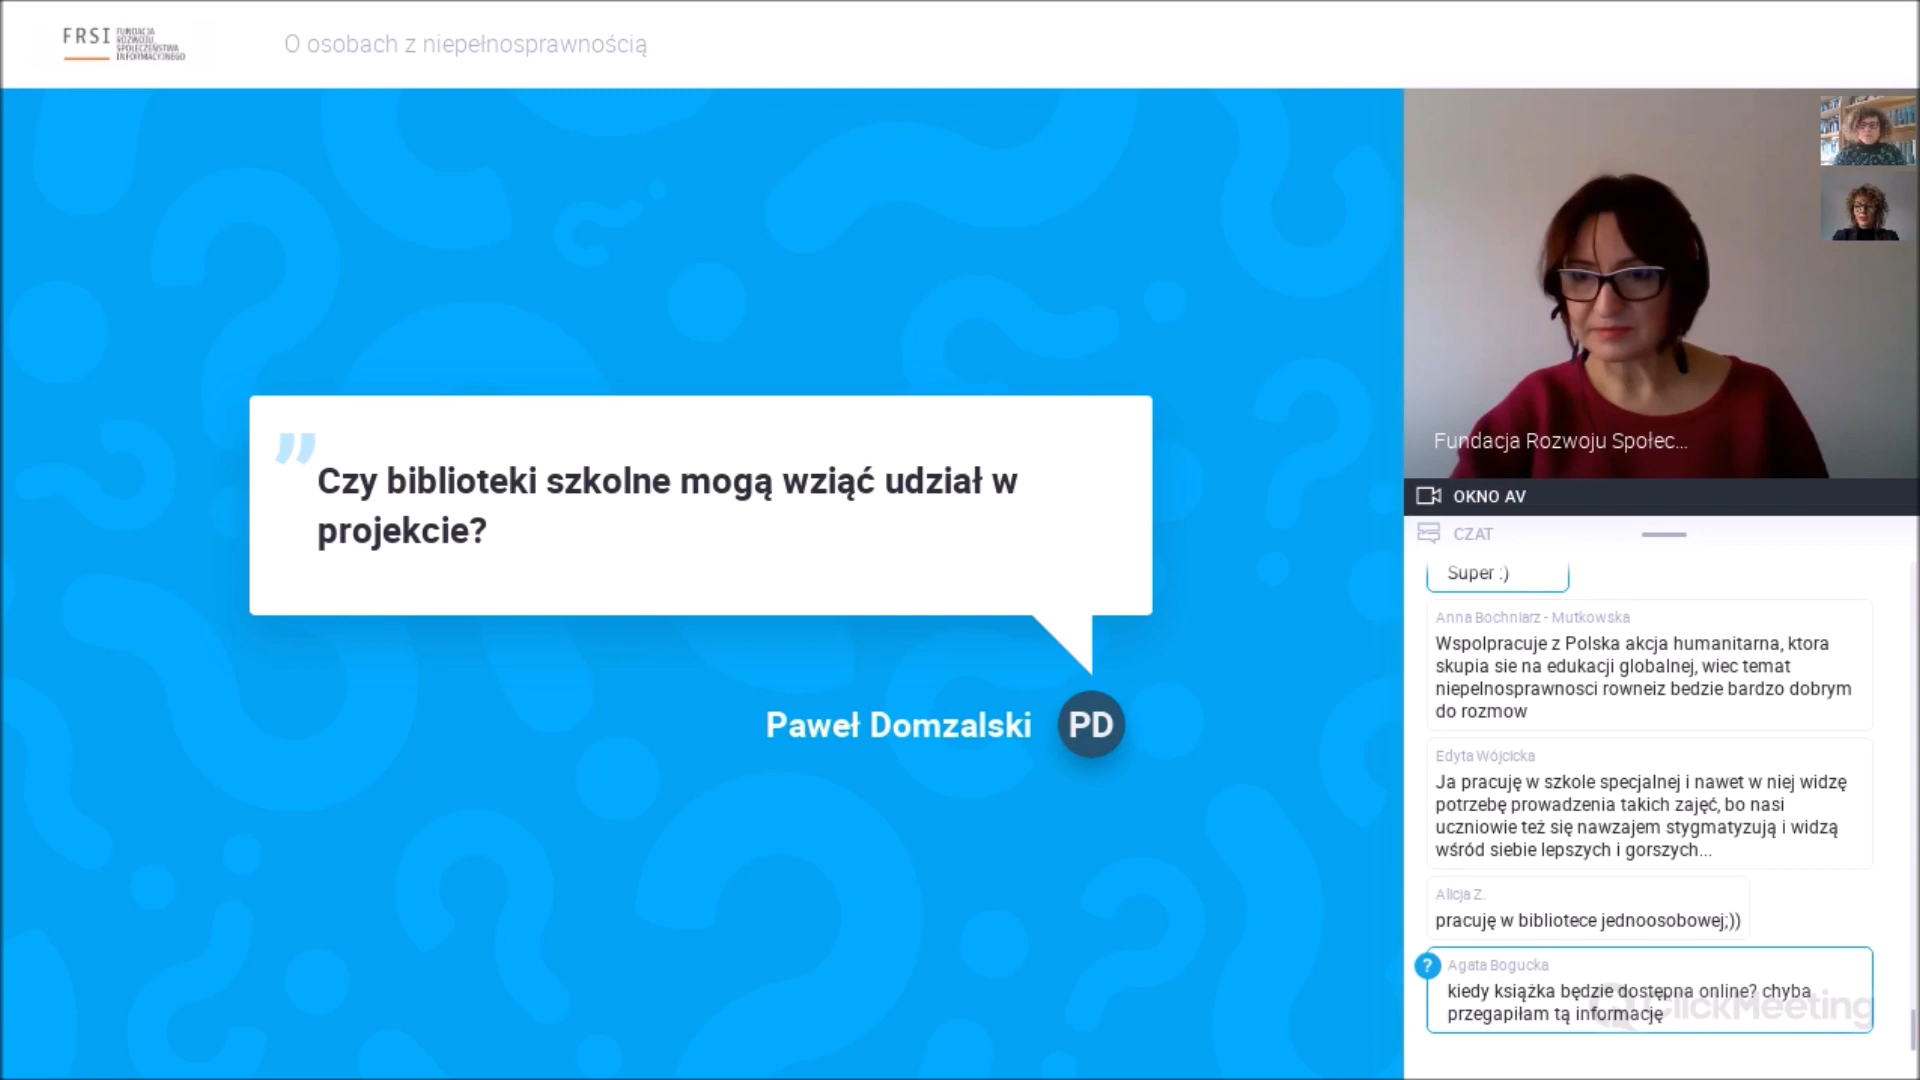 FRSI
FUNDACJA
ROZWOJU
SPOŁECZEŃSTWA
INFORMACYJNEGO
O osobach z niepełnosprawnością
”
Czy biblioteki szkolne mogą wziąć udział w
projekcie?
Paweł Domzalski
PD
Fundacja Rozwoju Społec...
OKNO AV
CZAT
Super :)
Anna Bochniarz - Mutkowska
Wspolpracuje z Polska akcja humanitarna, ktora
skupia sie na edukacji globalnej, wiec temat
niepelnosprawnosci rowneiz bedzie bardzo dobrym
do rozmow
Edyta Wójcicka
Ja pracuję w szkole specjalnej i nawet w niej widzę
potrzebę prowadzenia takich zajęć, bo nasi
uczniowie też się nawzajem stygmatyzują i widzą
wśród siebie lepszych i gorszych...
Alicja Z.
pracuję w bibliotece jednoosobowej;))
?
Agata Bogucka
kiedy książka będzie dostępna online? chyba
przegapiłam tą informację
ClickMeeting